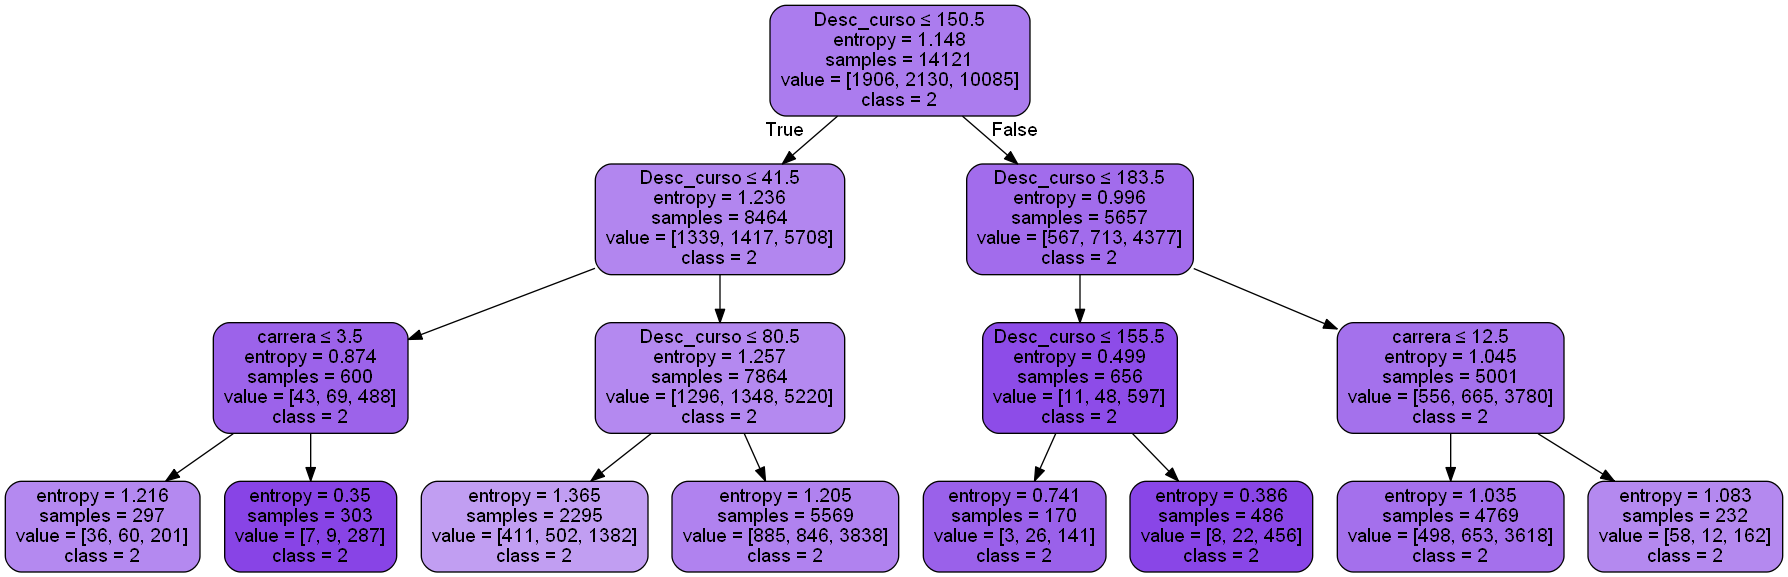 Desc_curso ≤ 150.5
entropy = 1.148
samples = 14121
value = [1906, 2130, 10085]
class = 2
True
False
Desc_curso ≤ 41.5
entropy = 1.236
samples = 8464
value = [1339, 1417, 5708]
class = 2
Desc_curso ≤ 183.5
entropy = 0.996
samples = 5657
value = [567, 713, 4377]
class = 2
carrera ≤ 3.5
entropy = 0.874
samples = 600
value = [43, 69, 488]
class = 2
Desc_curso ≤ 80.5
entropy = 1.257
samples = 7864
value = [1296, 1348, 5220]
class = 2
Desc_curso ≤ 155.5
entropy = 0.499
samples = 656
value = [11, 48, 597]
class = 2
carrera ≤ 12.5
entropy = 1.045
samples = 5001
value = [556, 665, 3780]
class = 2
entropy = 1.216
samples = 297
value = [36, 60, 201]
class = 2
entropy = 0.35
samples = 303
value = [7, 9, 287]
class = 2
entropy = 1.365
samples = 2295
value = [411, 502, 1382]
class = 2
entropy = 1.205
samples = 5569
value = [885, 846, 3838]
class = 2
entropy = 0.741
samples = 170
value = [3, 26, 141]
class = 2
entropy = 0.386
samples = 486
value = [8, 22, 456]
class = 2
entropy = 1.035
samples = 4769
value = [498, 653, 3618]
class = 2
entropy = 1.083
samples = 232
value = [58, 12, 162]
class = 2